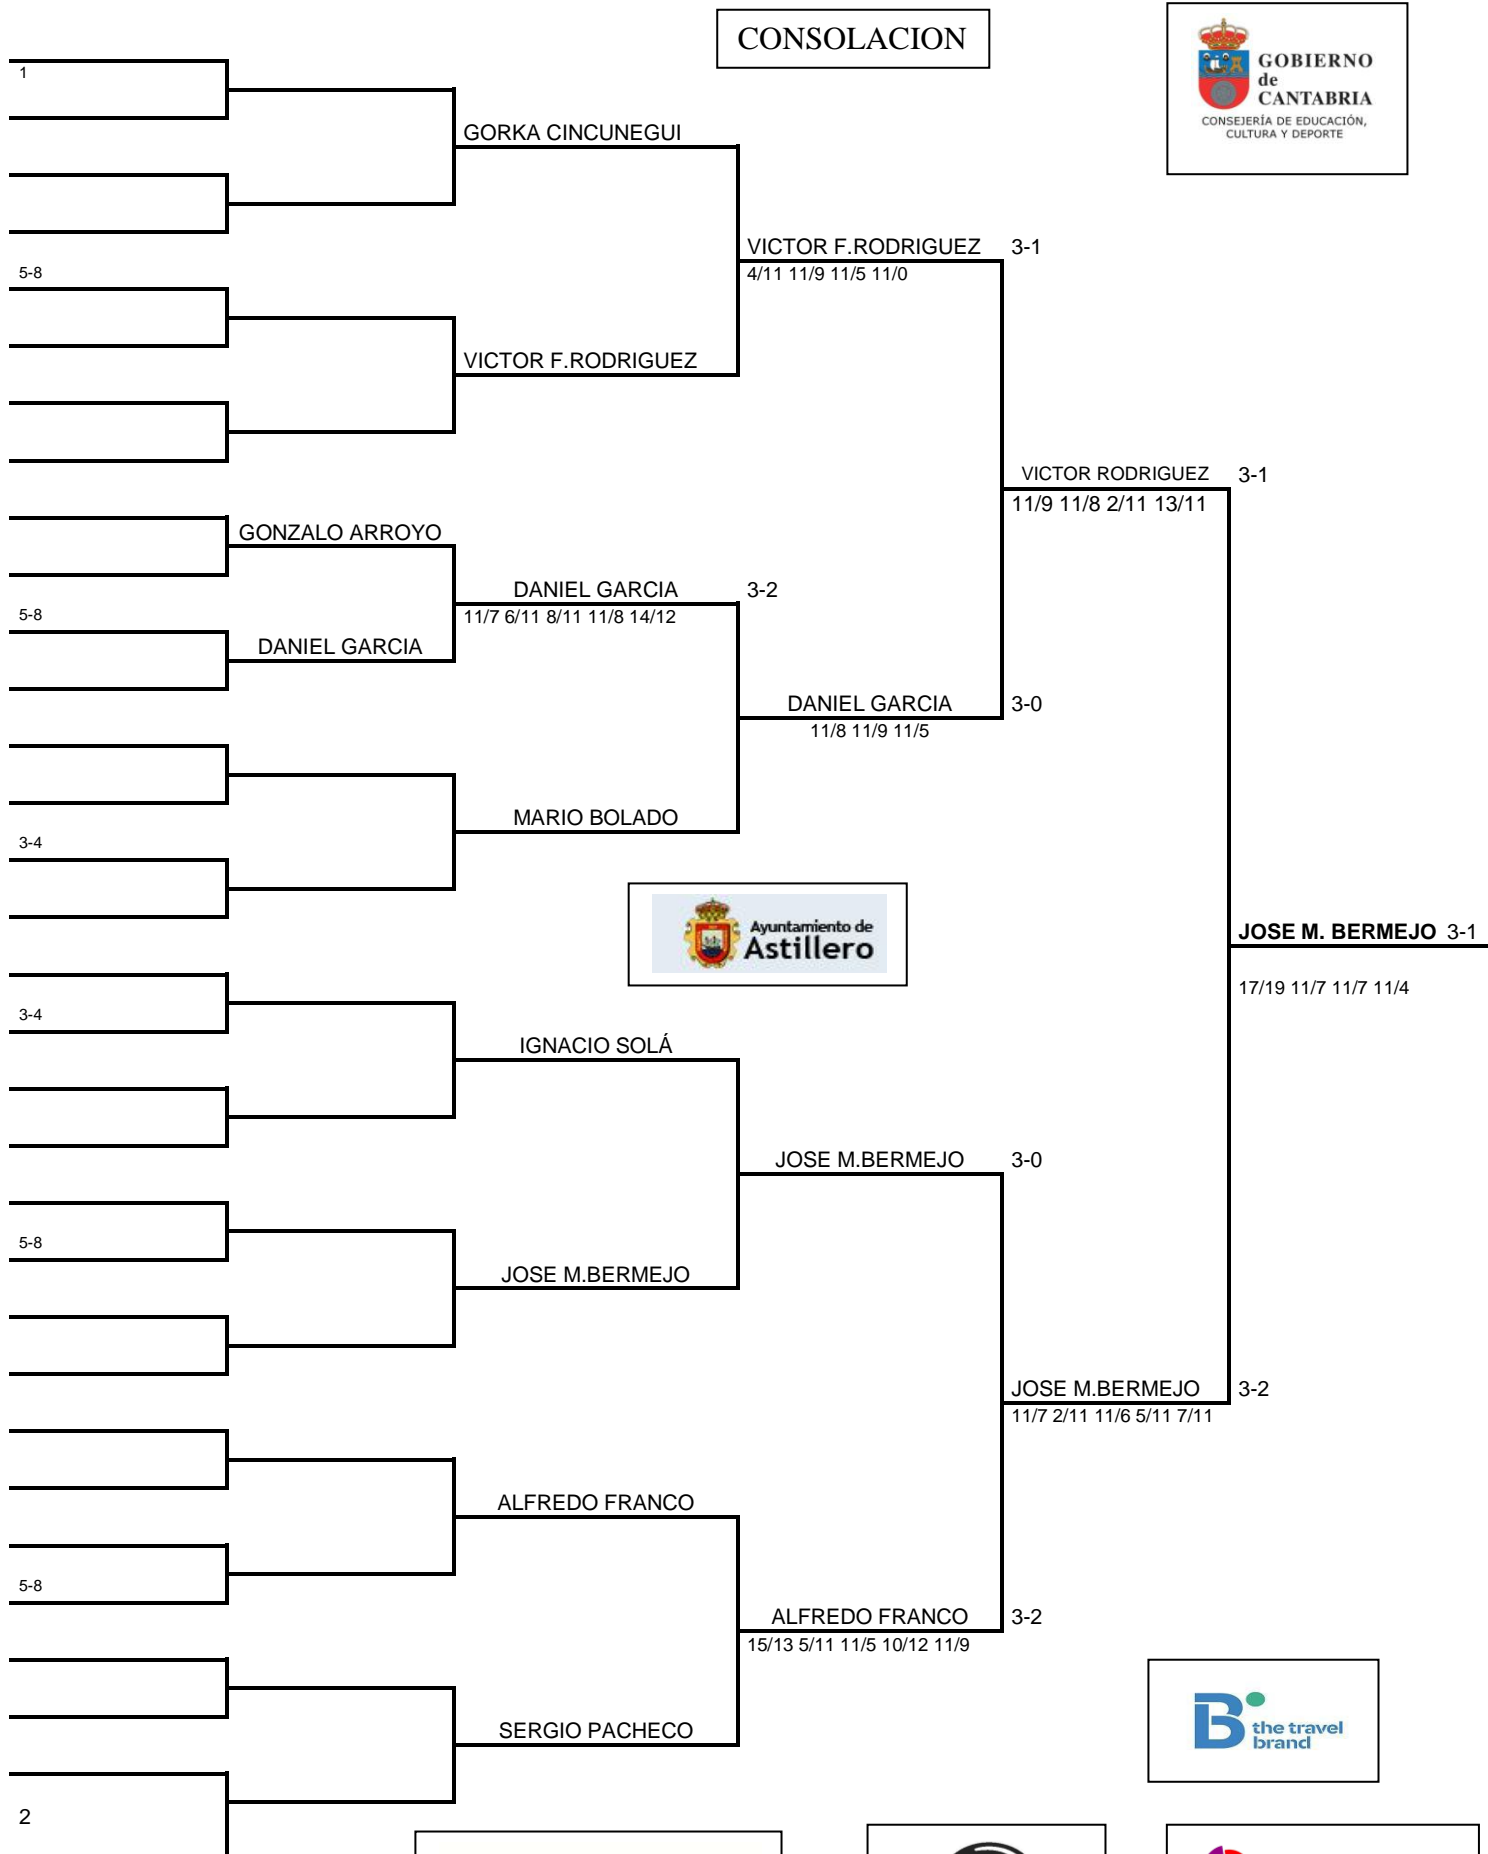 CONSOLACION
GOBIERNO
de
CANTABRIA
CONSEJERÍA DE EDUCACIÓN,
CULTURA Y DEPORTE
1
GORKA CINCUNEGUI
VICTOR F.RODRIGUEZ 3-1
4/11 11/9 11/5 11/0
5-8
VICTOR F.RODRIGUEZ
VICTOR RODRIGUEZ 3-1
11/9 11/8 2/11 13/11
GONZALO ARROYO
DANIEL GARCIA 3-2
11/7 6/11 8/11 11/8 14/12
5-8
DANIEL GARCIA
DANIEL GARCIA 3-0
11/8 11/9 11/5
MARIO BOLADO
3-4
Ayuntamiento de
Astillero
JOSE M. BERMEJO 3-1
17/19 11/7 11/7 11/4
3-4
IGNACIO SOLÁ
JOSE M.BERMEJO 3-0
5-8
JOSE M.BERMEJO
JOSE M.BERMEJO 3-2
11/7 2/11 11/6 5/11 7/11
ALFREDO FRANCO
5-8
ALFREDO FRANCO 3-2
15/13 5/11 11/5 10/12 11/9
SERGIO PACHECO
B
the travel
brand
2